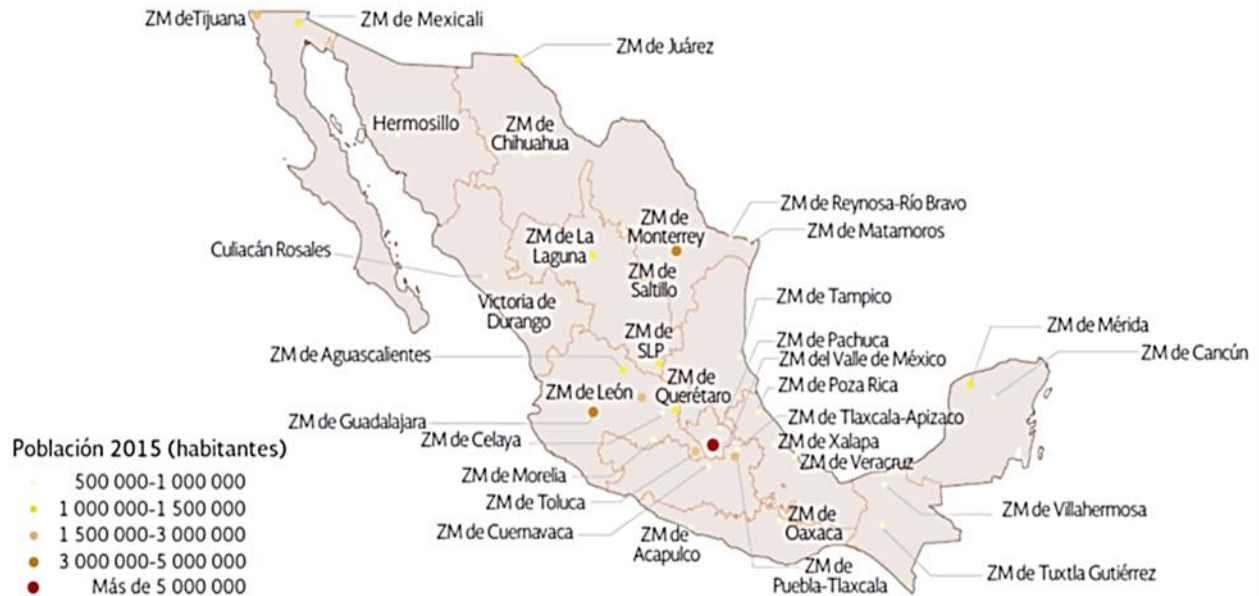 ZM deTijuana
ZM de Mexicali
ZM de Juárez
Hermosillo
ZM de
Chihuahua
ZM de Reynosa-Río Bravo
ZM de
Monterrey
ZM de Matamoros
Culiacán Rosales
ZM de La
Laguna
ZM de
Saltillo
Victoria de
Durango
ZM de Tampico
ZM de Mérida
ZM de
SLP
ZM de Pachuca
ZM de Aguascalientes
ZM del Valle de México
ZM de Cancún
ZM de León
ZM de
Querétaro
ZM de Poza Rica
ZM de Guadalajara
ZM de Tlaxcala-Apizaco
ZM de Celaya
ZM de Xalapa
ZM de Veracruz
ZM de Morelia
ZM de Toluca
ZM de Villahermosa
ZM de Cuernavaca
ZM de
Oaxaca
ZM de
Acapulco
ZM de
Puebla-Tlaxcala
ZM de Tuxtla Gutiérrez
Población 2015 (habitantes)
500 000-1 000 000
1 000 000-1 500 000
1 500 000-3 000 000
3 000 000-5 000 000
Más de 5 000 000